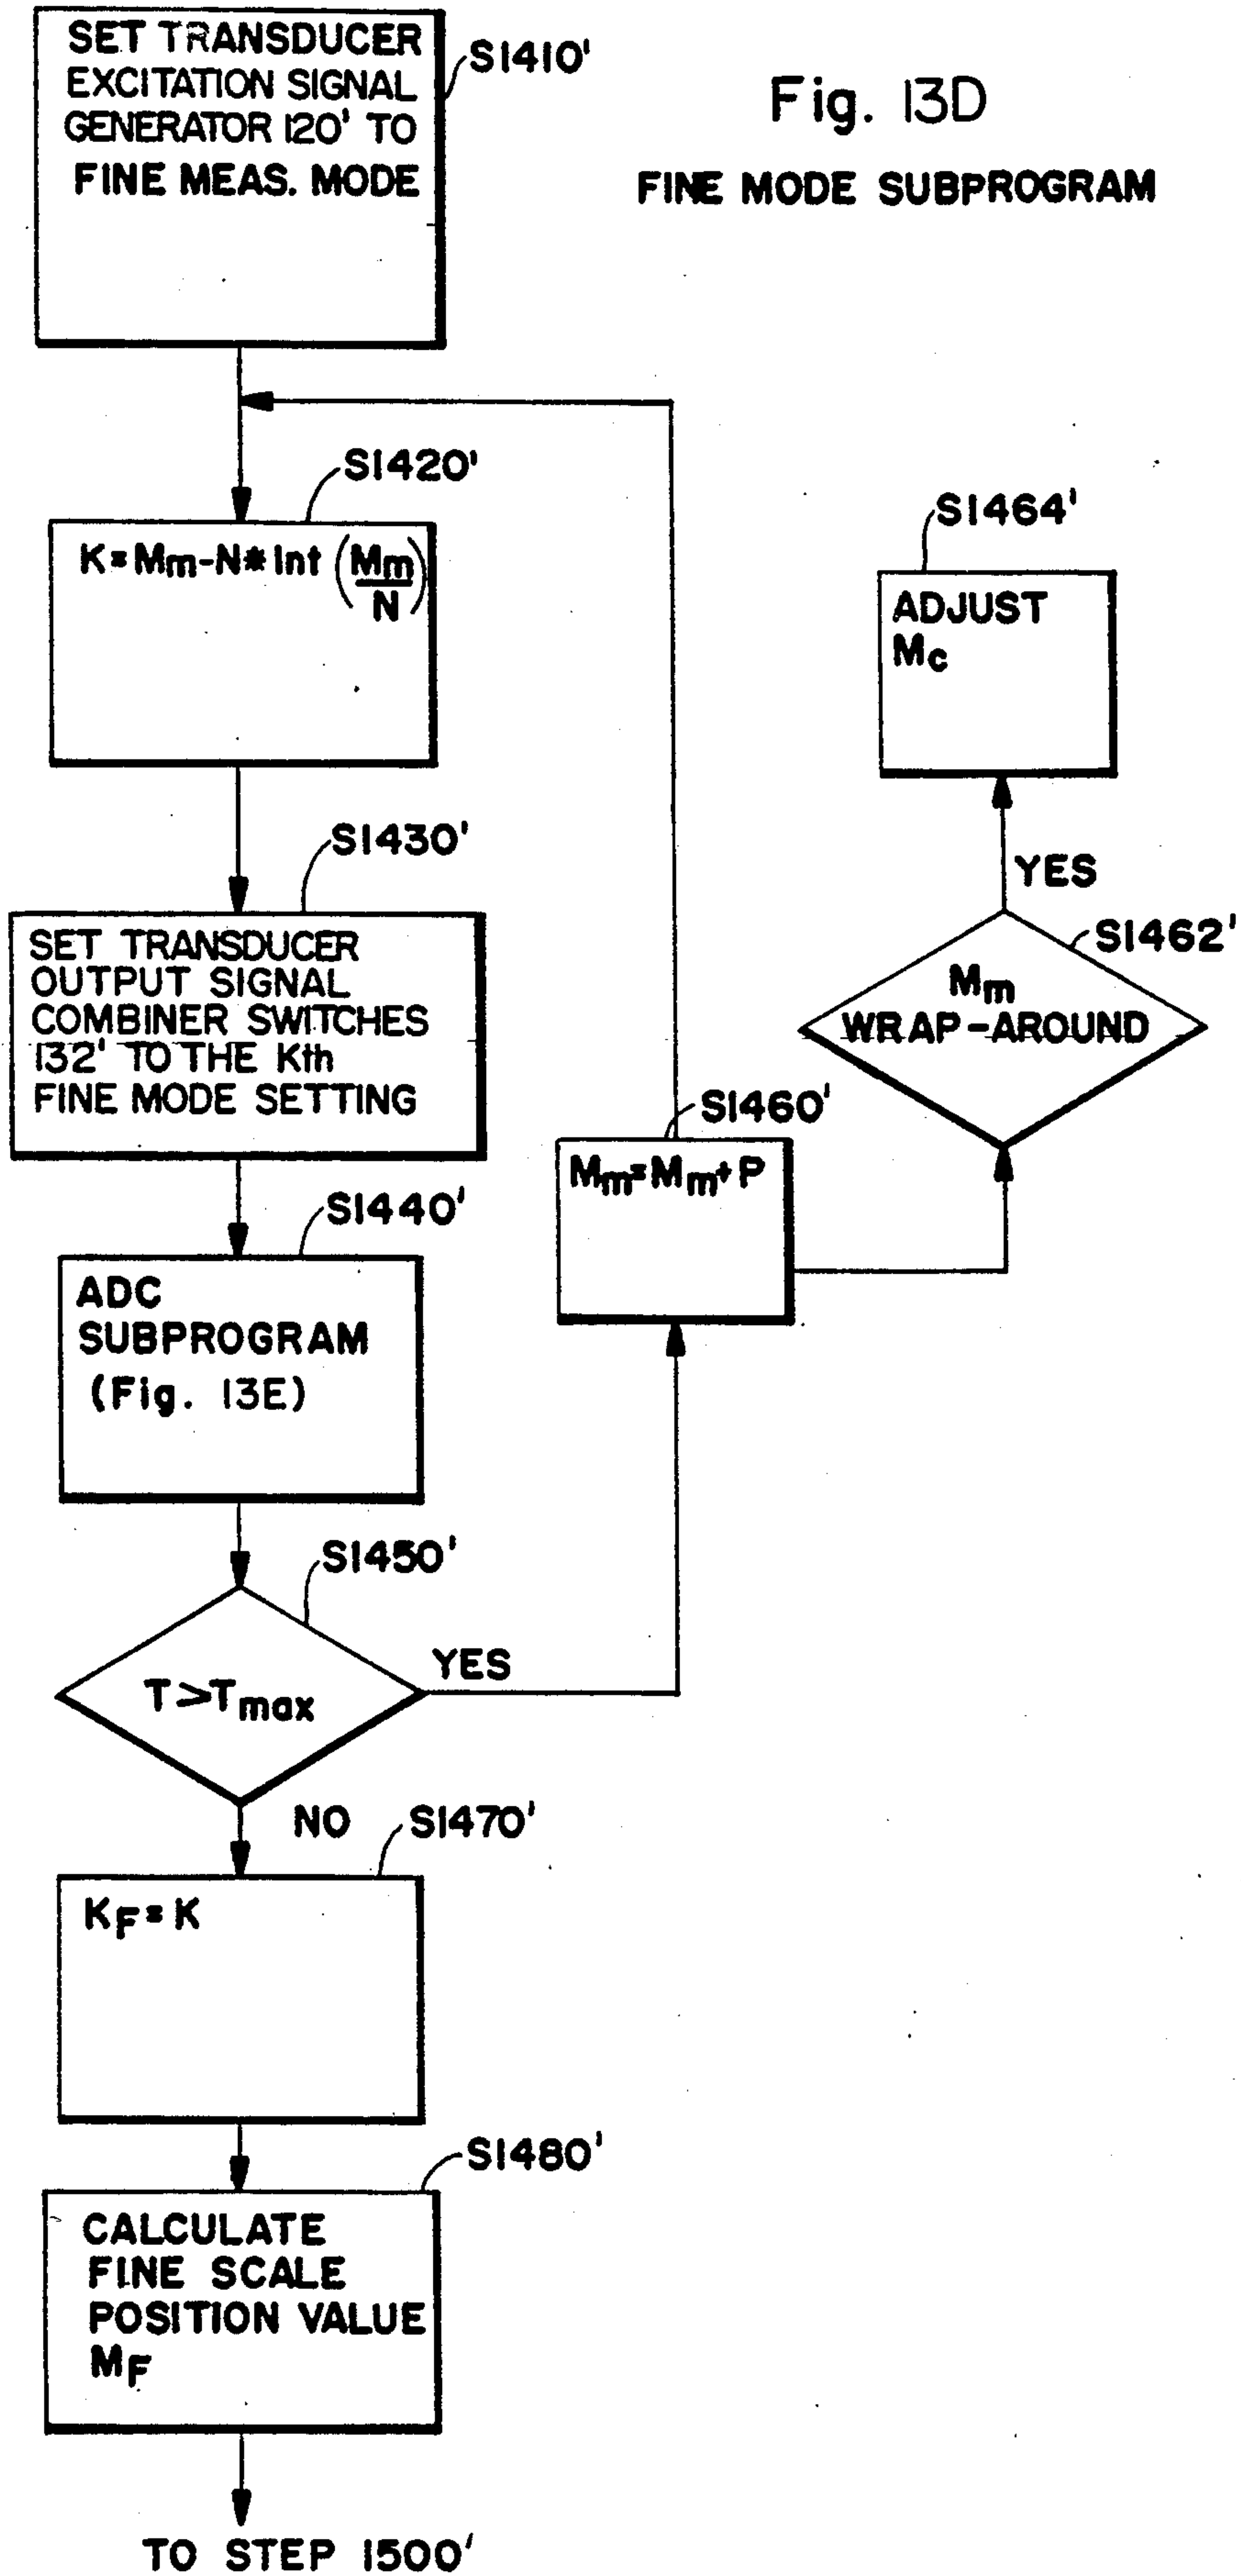 SET TRANSDUCER
EXCITATION SIGNAL
GENERATOR 120' TO
FINE MEAS. MODE
S1410'
Fig. 13D
FINE MODE SUBPROGRAM
S1420'
K=Mm-N*Int(Mm/N)
S1430'
SET TRANSDUCER
OUTPUT SIGNAL
COMBINER SWITCHES
132' TO THE Kth
FINE MODE SETTING
S1440'
ADC
SUBPROGRAM
(Fig. 13E)
S1450'
T>Tmax
YES
S1460'
Mm=Mm+P
S1462'
Mm
WRAP-AROUND
YES
S1464'
ADJUST
Mc
NO
S1470'
KF=K
S1480'
CALCULATE
FINE SCALE
POSITION VALUE
MF
TO STEP 1500'